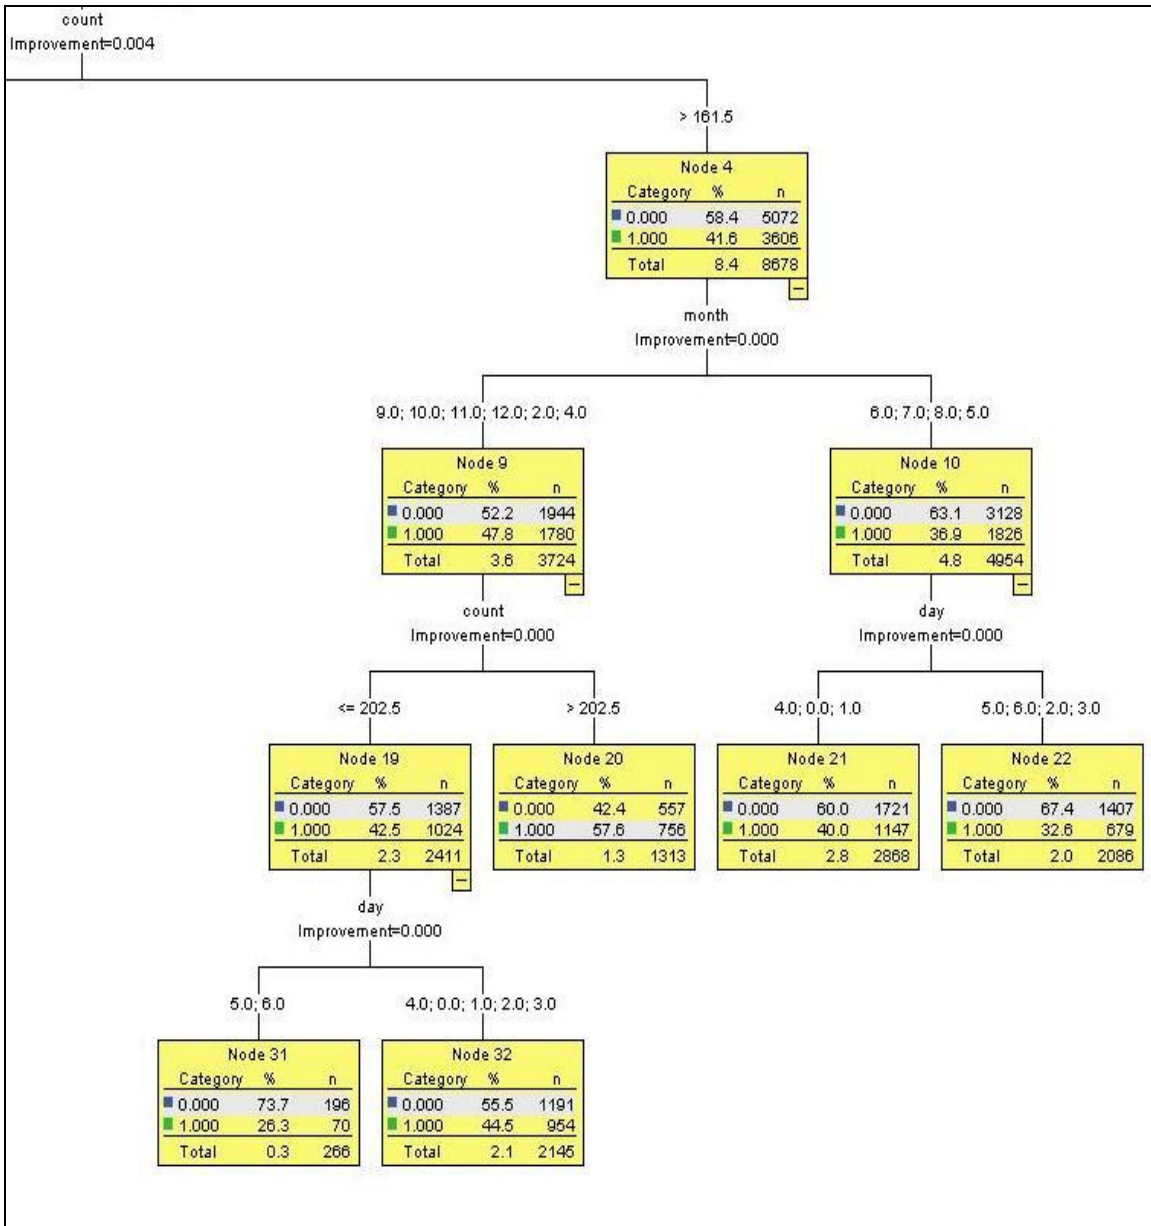 count
Improvement=0.004
> 161.5
Node 4
Category % n
0.000 58.4 5072
1.000 41.6 3606
Total 8.4 8678
month
Improvement=0.000
9.0; 10.0; 11.0; 12.0; 2.0; 4.0
6.0; 7.0; 8.0; 5.0
Node 9
Category % n
0.000 52.2 1944
1.000 47.8 1780
Total 3.6 3724
Node 10
Category % n
0.000 63.1 3128
1.000 36.9 1826
Total 4.8 4954
count
Improvement=0.000
day
Improvement=0.000
<= 202.5
> 202.5
4.0; 0.0; 1.0
5.0; 6.0; 2.0; 3.0
Node 19
Category % n
0.000 57.5 1387
1.000 42.5 1024
Total 2.3 2411
Node 20
Category % n
0.000 42.4 557
1.000 57.6 756
Total 1.3 1313
Node 21
Category % n
0.000 60.0 1721
1.000 40.0 1147
Total 2.8 2868
Node 22
Category % n
0.000 67.4 1407
1.000 32.6 679
Total 2.0 2086
day
Improvement=0.000
5.0; 6.0
4.0; 0.0; 1.0; 2.0; 3.0
Node 31
Category % n
0.000 73.7 196
1.000 26.3 70
Total 0.3 266
Node 32
Category % n
0.000 55.5 1191
1.000 44.5 954
Total 2.1 2145